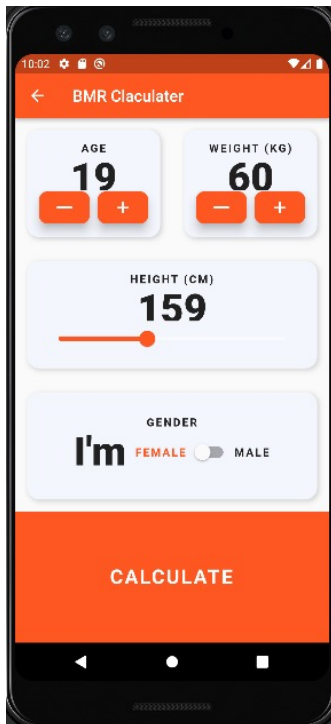 10:02
BMR Claculater
AGE
19
− +
WEIGHT (KG)
60
− +
HEIGHT (CM)
159
GENDER
I'm FEMALE MALE
CALCULATE